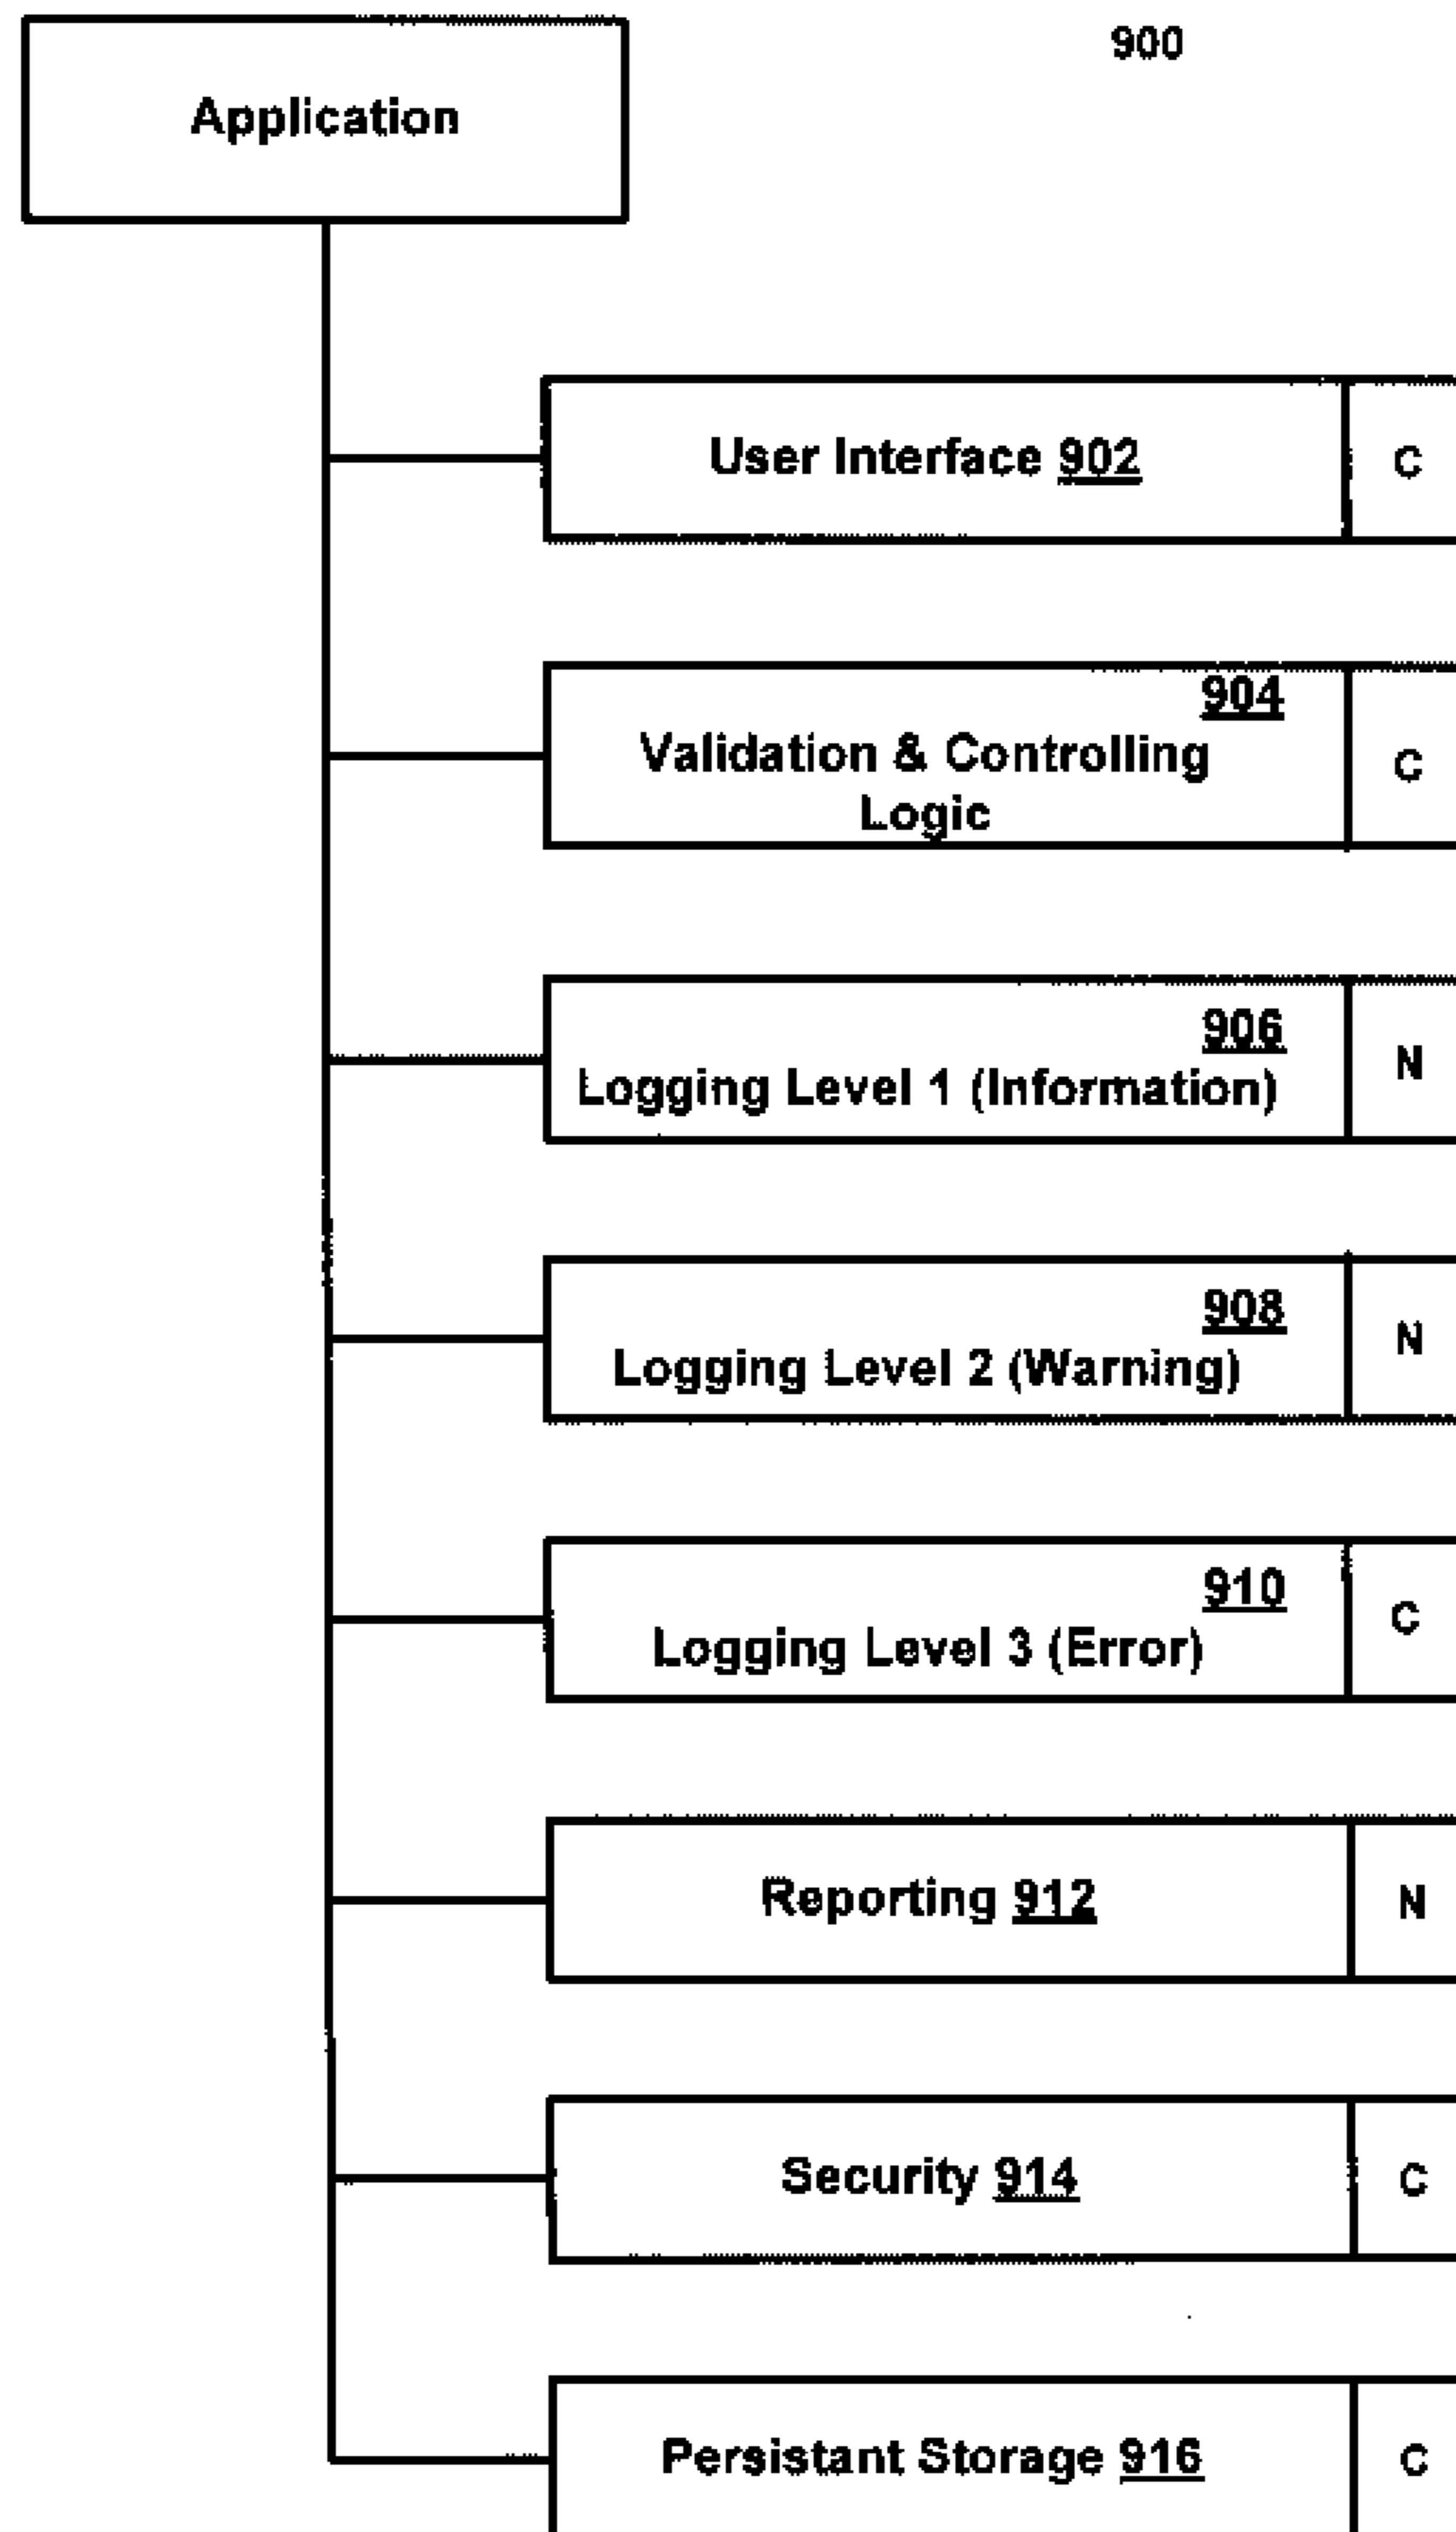 900
Application
User Interface 902
C
904
Validation & Controlling
Logic
C
906
Logging Level 1 (Information)
N
908
Logging Level 2 (Warning)
N
910
Logging Level 3 (Error)
C
Reporting 912
N
Security 914
C
Persistant Storage 916
C